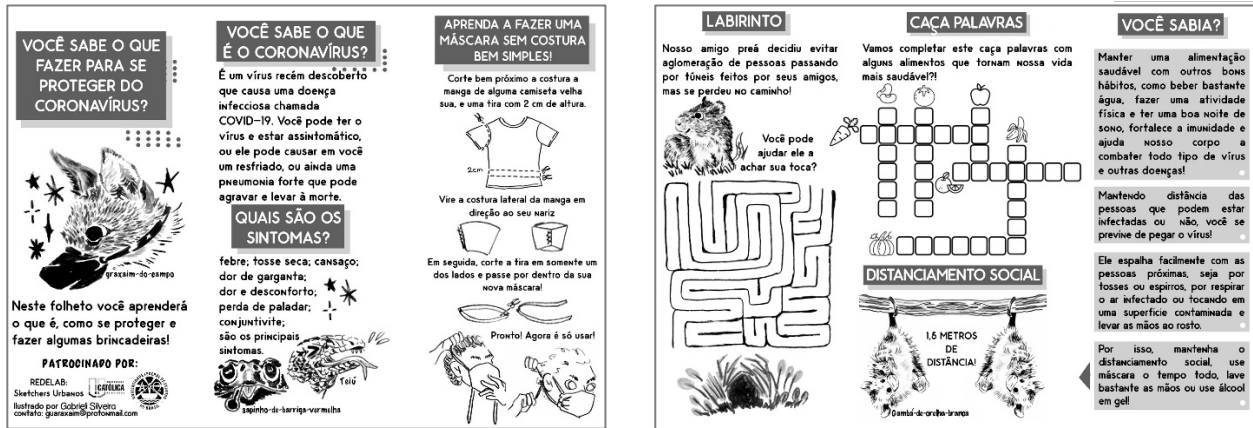 VOCÊ SABE O QUE
FAZER PARA SE
PROTEGER DO
CORONAVÍRUS?
graxaim-do-campo
Neste folheto você aprenderá
o que é, como se proteger e
fazer algumas brincadeiras!
PATROCINADO POR:
REDELAB:
Sketchers Urbanos
CATÓLICA
Ilustrado por Gabrieli Silveira
contato: guaraxaim@protonmail.com
VOCÊ SABE O QUE
É O CORONAVÍRUS?
É um vírus recém descoberto
que causa uma doença
infecciosa chamada
COVID-19. Você pode ter o
vírus e estar assintomático,
ou ele pode causar em você
um resfriado, ou ainda uma
pneumonia forte que pode
agravar e levar à morte.
QUAIS SÃO OS
SINTOMAS?
febre; tosse seca; cansaço;
dor de garganta;
dor e desconforto;
perda de paladar;
conjuntivite;
são os principais
sintomas.
Teiú
sapinho-de-barriga-vermelha
APRENDA A FAZER UMA
MÁSCARA SEM COSTURA
BEM SIMPLES!
Corte bem próximo a costura a
manga de alguma camiseta velha
sua, e uma tira com 2 cm de altura.
2cm
Vire a costura lateral da manga em
direção ao seu nariz
Em seguida, corte a tira em somente um
dos lados e passe por dentro da sua
nova máscara!
Pronto! Agora é só usar!
LABIRINTO
Nosso amigo preá decidiu evitar
aglomeração de pessoas passando
por túneis feitos por seus amigos,
mas se perdeu no caminho!
Você pode
ajudar ele a
achar sua toca?
CAÇA PALAVRAS
Vamos completar este caça palavras com
alguns alimentos que tornam nossa vida
mais saudável?!
DISTANCIAMENTO SOCIAL
1,5 METROS
DE
DISTÂNCIA!
Gambá-de-orelha-branca
VOCÊ SABIA?
Manter uma alimentação
saudável com outros bons
hábitos, como beber bastante
água, fazer uma atividade
física e ter uma boa noite de
sono, fortalece a imunidade e
ajuda nosso corpo a
combater todo tipo de vírus
e outras doenças!
Mantendo distância das
pessoas que podem estar
infectadas ou não, você se
previne de pegar o vírus!
Ele espalha facilmente com as
pessoas próximas, seja por
tosses ou espirros, por respirar
o ar infectado ou tocando em
uma superfície contaminada e
levar as mãos ao rosto.
Por isso, mantenha o
distanciamento social, use
máscara o tempo todo, lave
bastante as mãos ou use álcool
em gel!